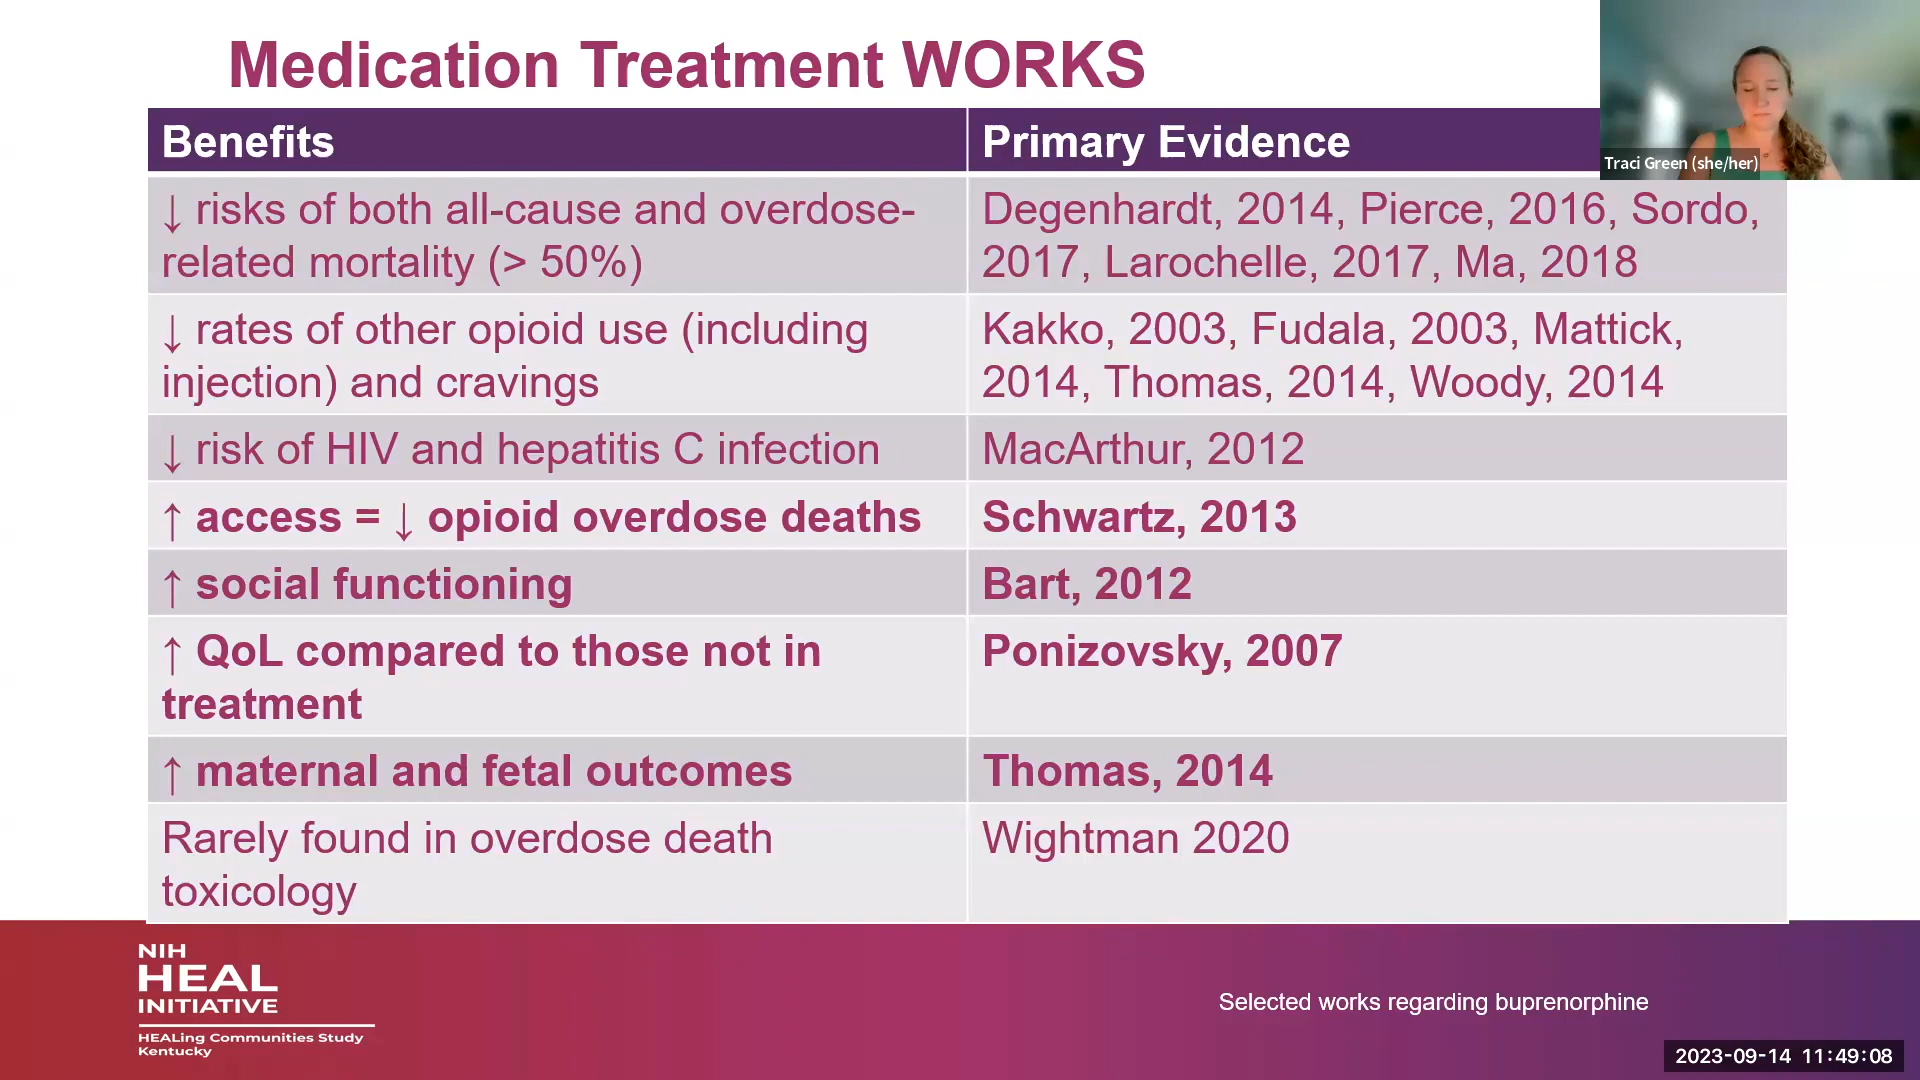 Medication Treatment WORKS
Traci Green (she/her)
Benefits
Primary Evidence
↓ risks of both all-cause and overdose-
related mortality (> 50%)
Degenhardt, 2014, Pierce, 2016, Sordo,
2017, Larochelle, 2017, Ma, 2018
↓ rates of other opioid use (including
injection) and cravings
Kakko, 2003, Fudala, 2003, Mattick,
2014, Thomas, 2014, Woody, 2014
↓ risk of HIV and hepatitis C infection
MacArthur, 2012
↑ access = ↓ opioid overdose deaths
Schwartz, 2013
↑ social functioning
Bart, 2012
↑ QoL compared to those not in
treatment
Ponizovsky, 2007
↑ maternal and fetal outcomes
Thomas, 2014
Rarely found in overdose death
toxicology
Wightman 2020
NIH
HEAL
INITIATIVE
HEALing Communities Study
Kentucky
Selected works regarding buprenorphine
2023-09-14 11:49:08